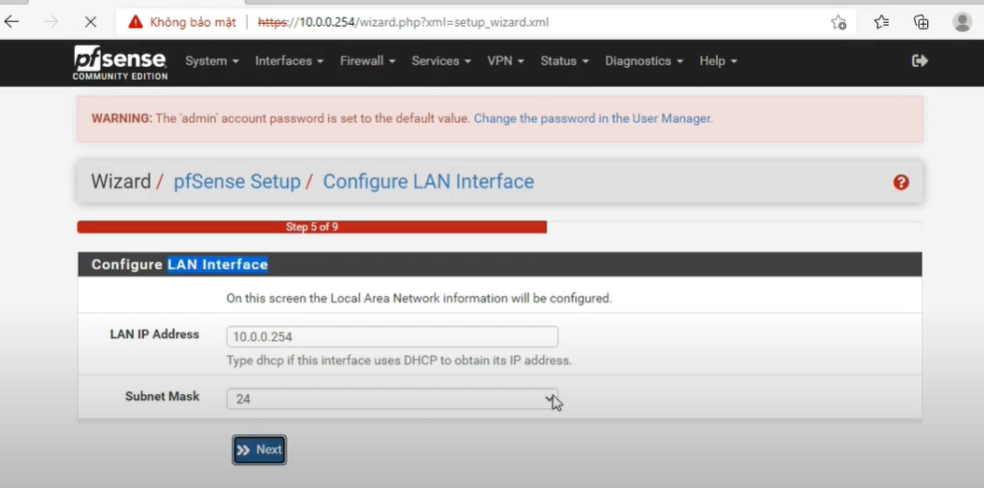 Không bảo mật | https://10.0.0.254/wizard.php?xml=setup_wizard.xml
pfsense
COMMUNITY EDITION
System Interfaces Firewall Services VPN Status Diagnostics Help
WARNING: The 'admin' account password is set to the default value. Change the password in the User Manager.
Wizard / pfSense Setup / Configure LAN Interface
Step 5 of 9
Configure LAN Interface
On this screen the Local Area Network information will be configured.
LAN IP Address 10.0.0.254
Type dhcp if this interface uses DHCP to obtain its IP address.
Subnet Mask 24
Next